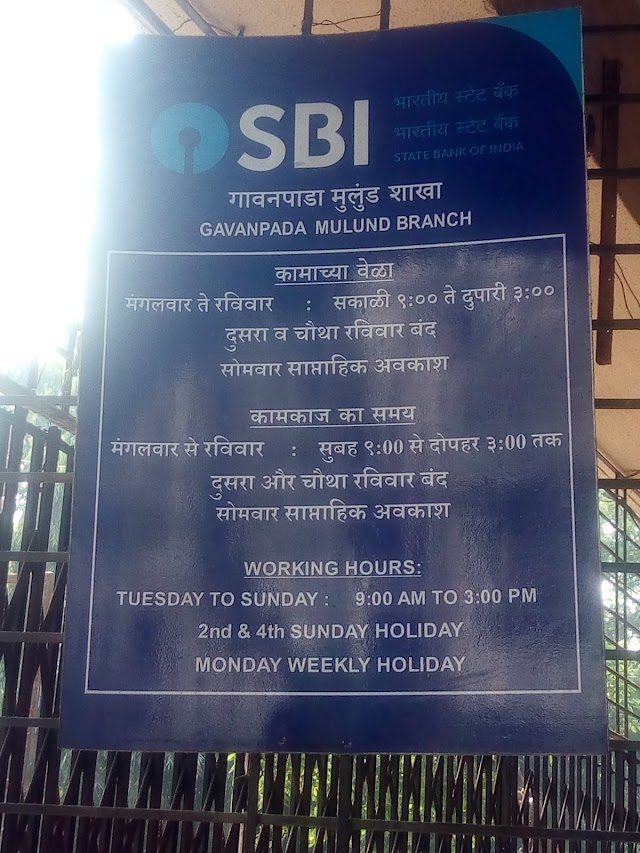 SBI
भारतीय स्टेट बँक
भारतीय स्टेट बैंक
STATE BANK OF INDIA
गावनपाडा मुलुंड शाखा
GAVANPADA MULUND BRANCH
कामाच्या वेळा
मंगलवार ते रविवार : सकाळी ९:०० ते दुपारी ३:००
दुसरा व चौथा रविवार बंद
सोमवार साप्ताहिक अवकाश
कामकाज का समय
मंगलवार से रविवार : सुबह ९:00 से दोपहर ३:00 तक
दुसरा और चौथा रविवार बंद
सोमवार साप्ताहिक अवकाश
WORKING HOURS:
TUESDAY TO SUNDAY : 9:00 AM TO 3:00 PM
2nd & 4th SUNDAY HOLIDAY
MONDAY WEEKLY HOLIDAY